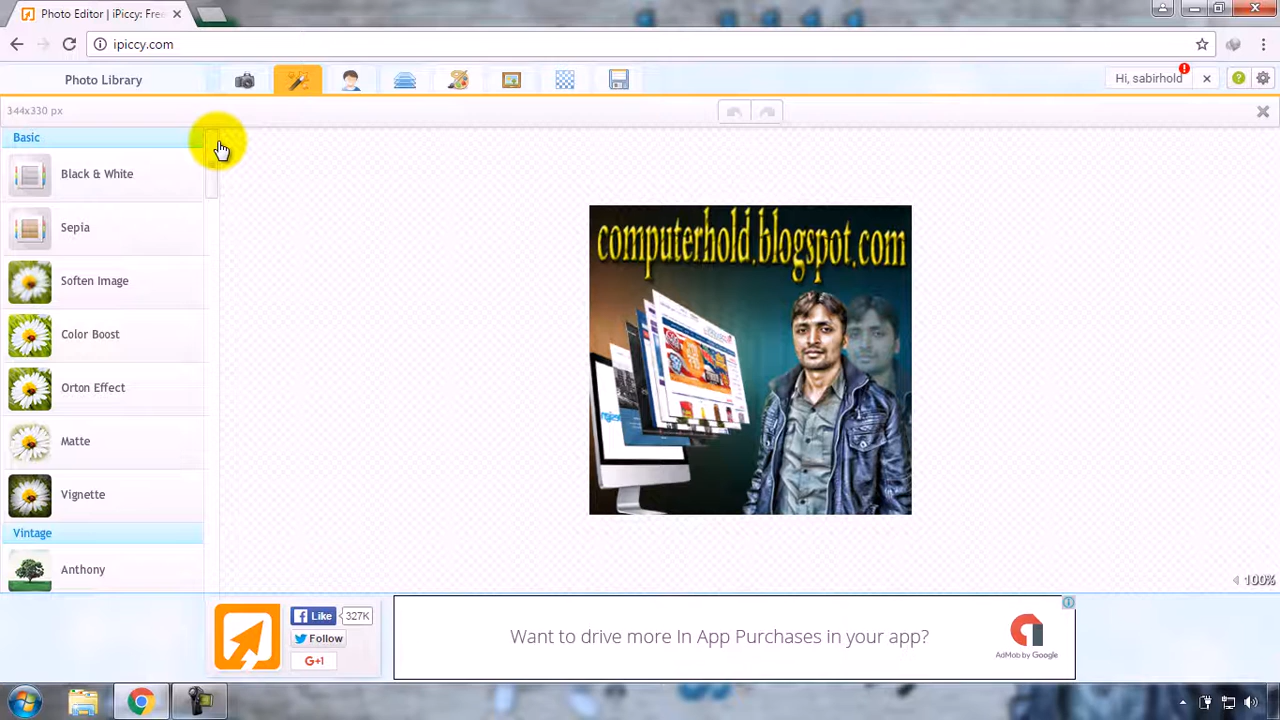 Photo Editor | iPiccy: Free
ipiccy.com
Photo Library
Hi, sabirhold
344x330 px
Basic
Black & White
Sepia
Soften Image
Color Boost
Orton Effect
Matte
Vignette
Vintage
Anthony
computerhold.blogspot.com
100%
Like 327K
Follow
G+1
Want to drive more In App Purchases in your app?
AdMob by Google